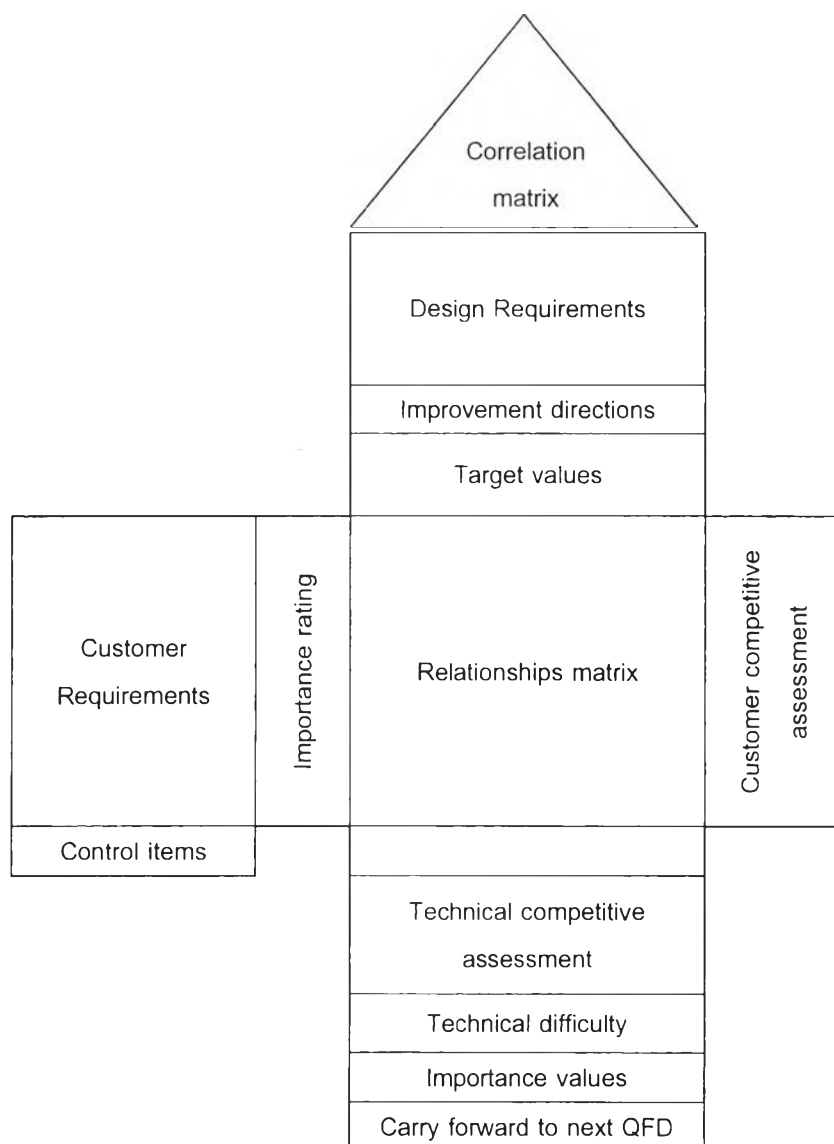 Correlation
matrix
Design Requirements
Improvement directions
Target values
Customer
Requirements
Importance rating
Relationships matrix
Customer competitive
assessment
Control items
Technical competitive
assessment
Technical difficulty
Importance values
Carry forward to next QFD